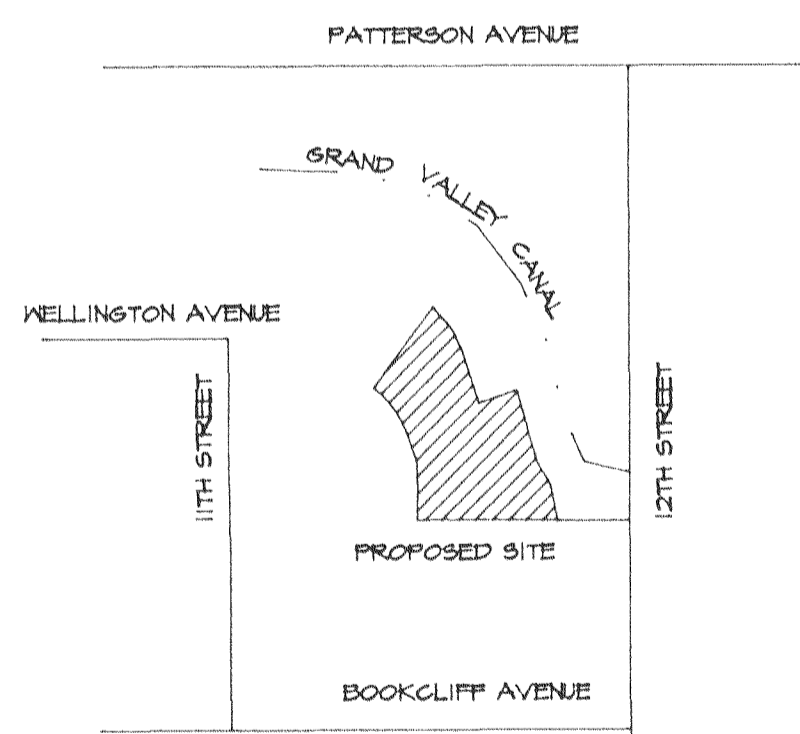 PATTERSON AVENUE
GRAND VALLEY CANAL
WELLINGTON AVENUE
11TH STREET
12TH STREET
PROPOSED SITE
BOOKCLIFF AVENUE